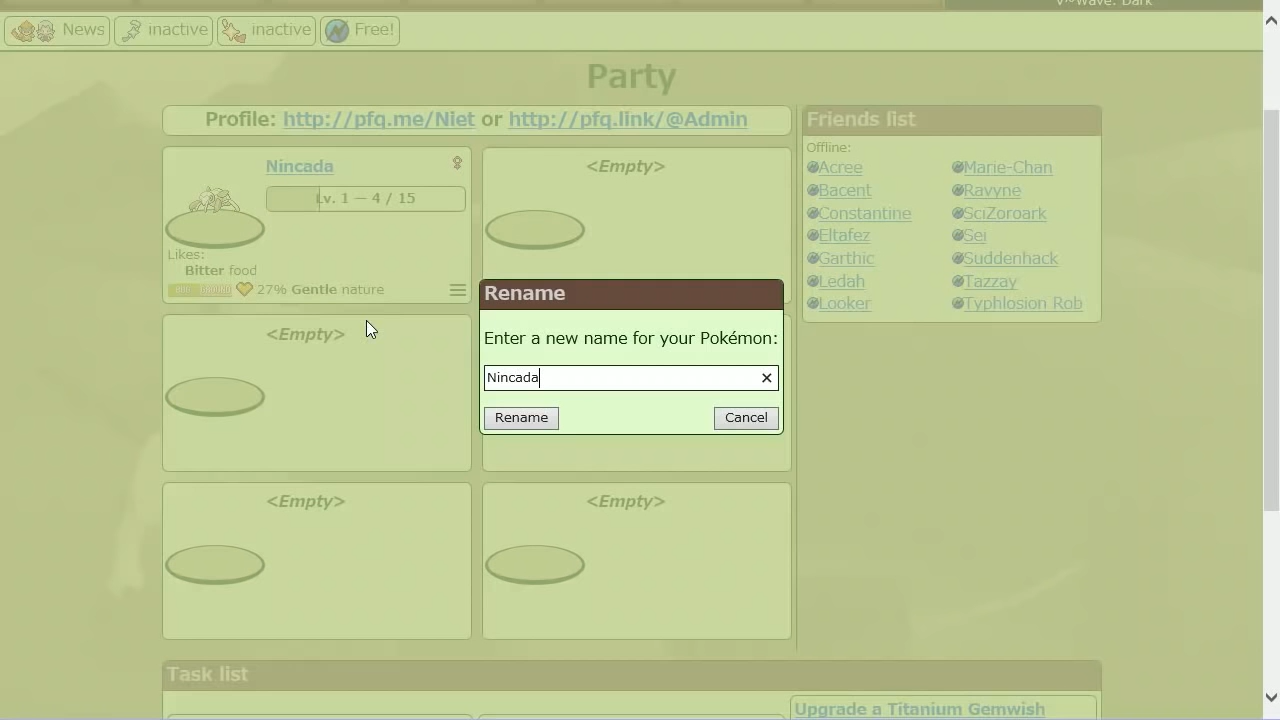 V~Wave: Dark
News
inactive
inactive
Free!
Party
Profile: http://pfq.me/Niet or http://pfq.link/@Admin
Nincada
Lv. 1 — 4 / 15
Likes:
Bitter food
27% Gentle nature
<Empty>
<Empty>
<Empty>
<Empty>
Rename
Enter a new name for your Pokémon:
Nincada
Rename
Cancel
Friends list
Offline:
Acree
Marie-Chan
Bacent
Ravyne
Constantine
SciZoroark
Eltafez
Sei
Garthic
Suddenhack
Ledah
Tazzay
Looker
Typhlosion Rob
Task list
Upgrade a Titanium Gemwish